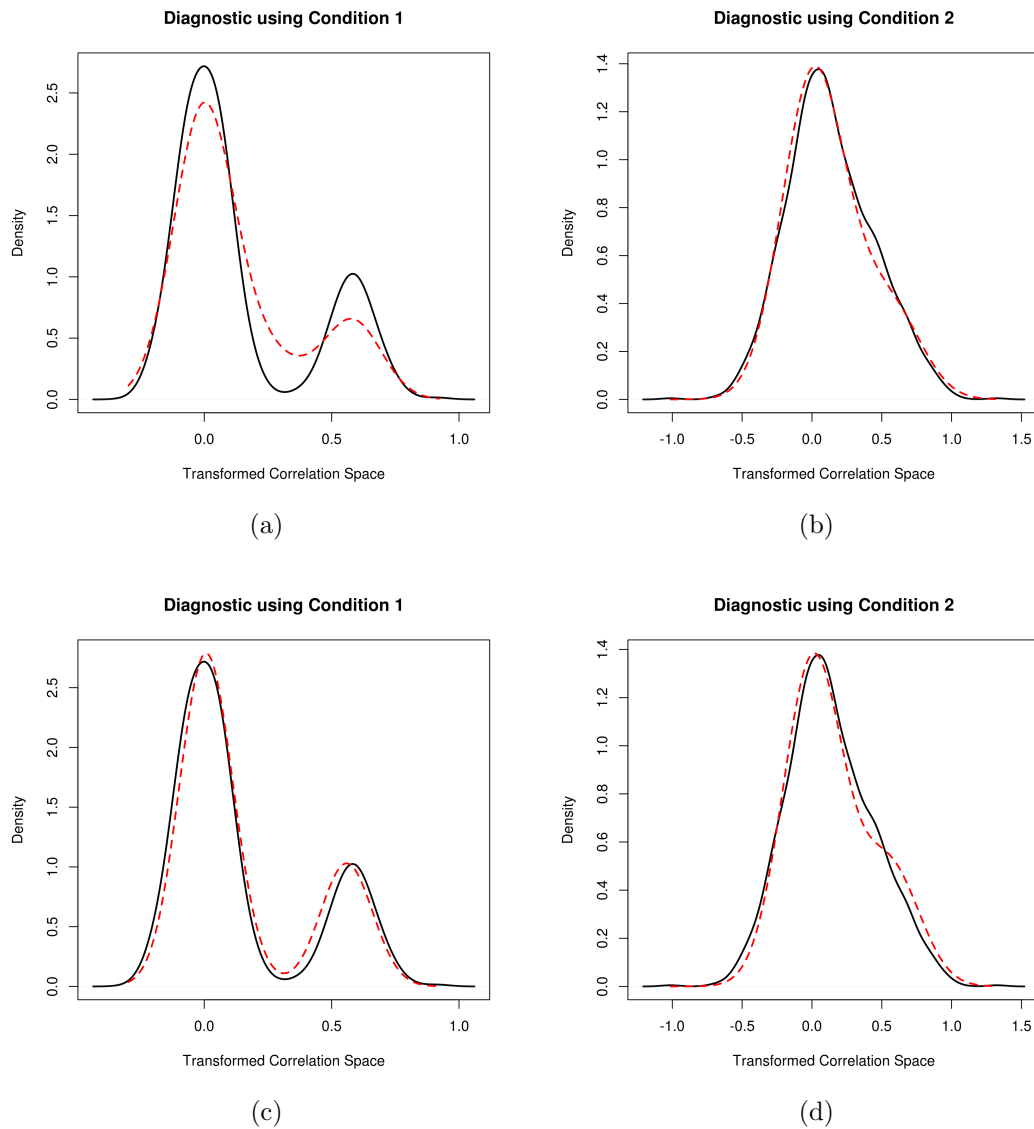 Diagnostic using Condition 1
Density
0.0 0.5 1.0 1.5 2.0 2.5
0.0 0.5 1.0
Transformed Correlation Space
(a)
Diagnostic using Condition 2
Density
0.0 0.2 0.4 0.6 0.8 1.0 1.2 1.4
-1.0 -0.5 0.0 0.5 1.0 1.5
Transformed Correlation Space
(b)
Diagnostic using Condition 1
Density
0.0 0.5 1.0 1.5 2.0 2.5
0.0 0.5 1.0
Transformed Correlation Space
(c)
Diagnostic using Condition 2
Density
0.0 0.2 0.4 0.6 0.8 1.0 1.2 1.4
-1.0 -0.5 0.0 0.5 1.0 1.5
Transformed Correlation Space
(d)